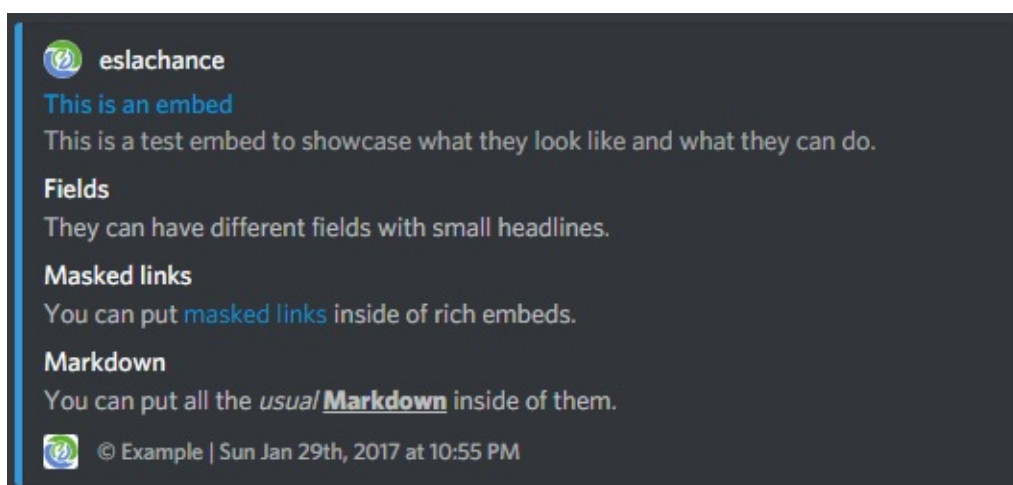 eslachance
This is an embed
This is a test embed to showcase what they look like and what they can do.
Fields
They can have different fields with small headlines.
Masked links
You can put masked links inside of rich embeds.
Markdown
You can put all the usual Markdown inside of them.
© Example | Sun Jan 29th, 2017 at 10:55 PM